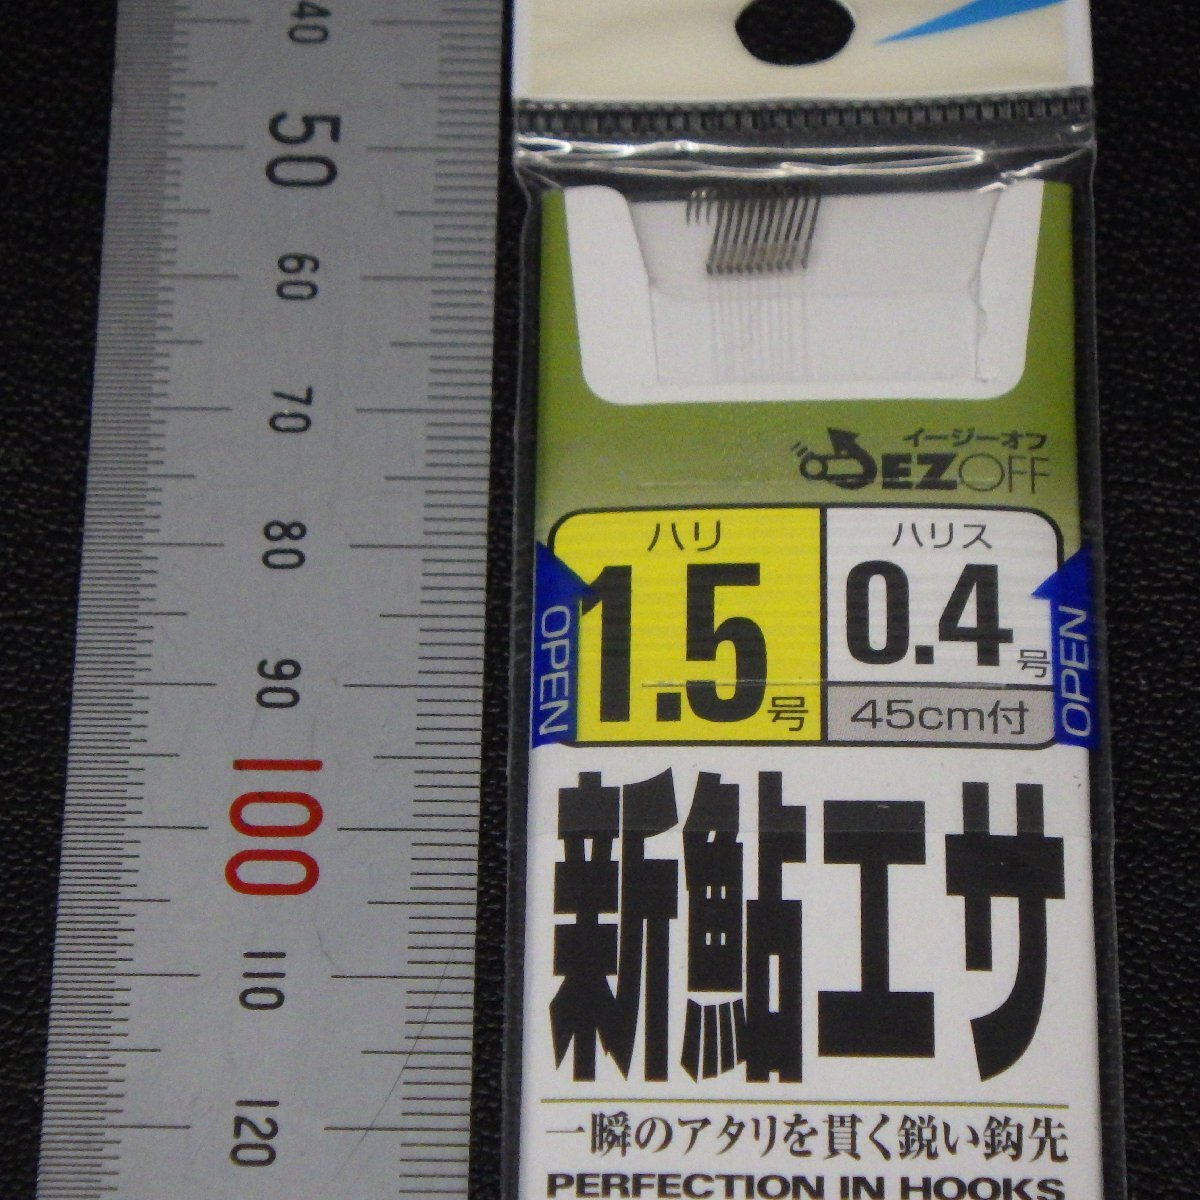 40
50
60
70
80
90
100
110
120
イージーオフ
EZOFF
ハリ
1.5号
ハリス
0.4号
45cm付
OPEN
OPEN
新鮎エサ
一瞬のアタリを貫く鋭い鈎先
PERFECTION IN HOOKS